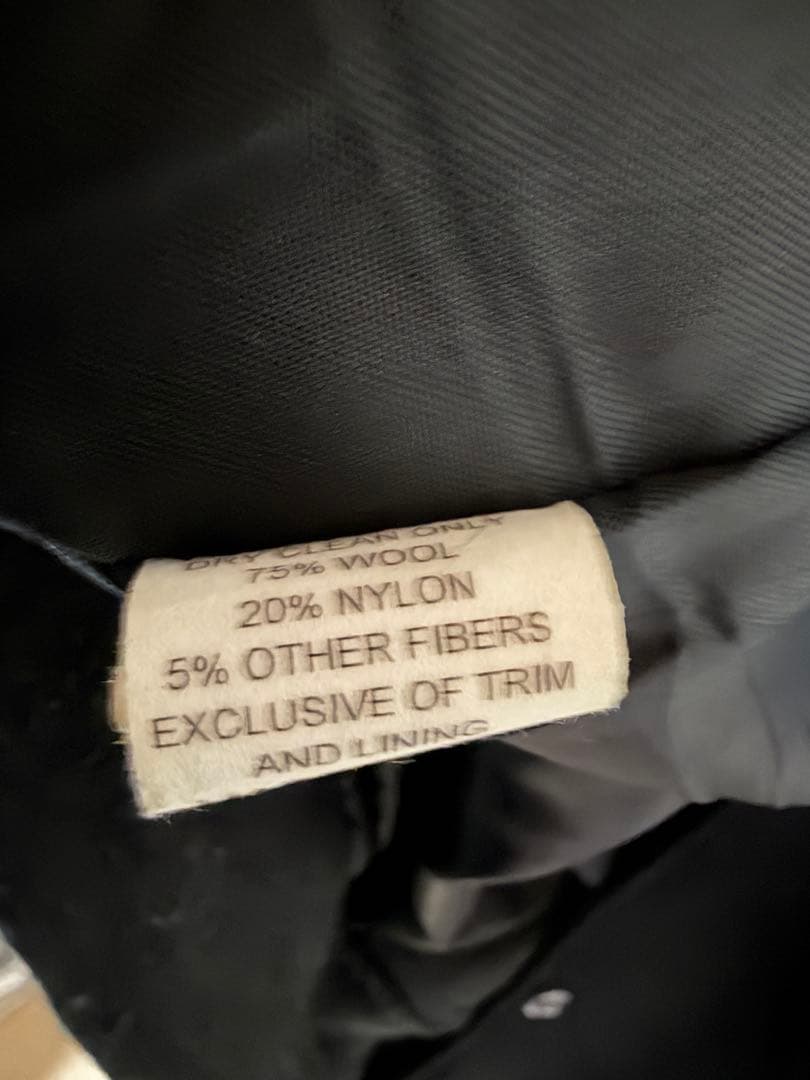 DRY CLEAN ONLY
75% WOOL
20% NYLON
5% OTHER FIBERS
EXCLUSIVE OF TRIM
AND LINING